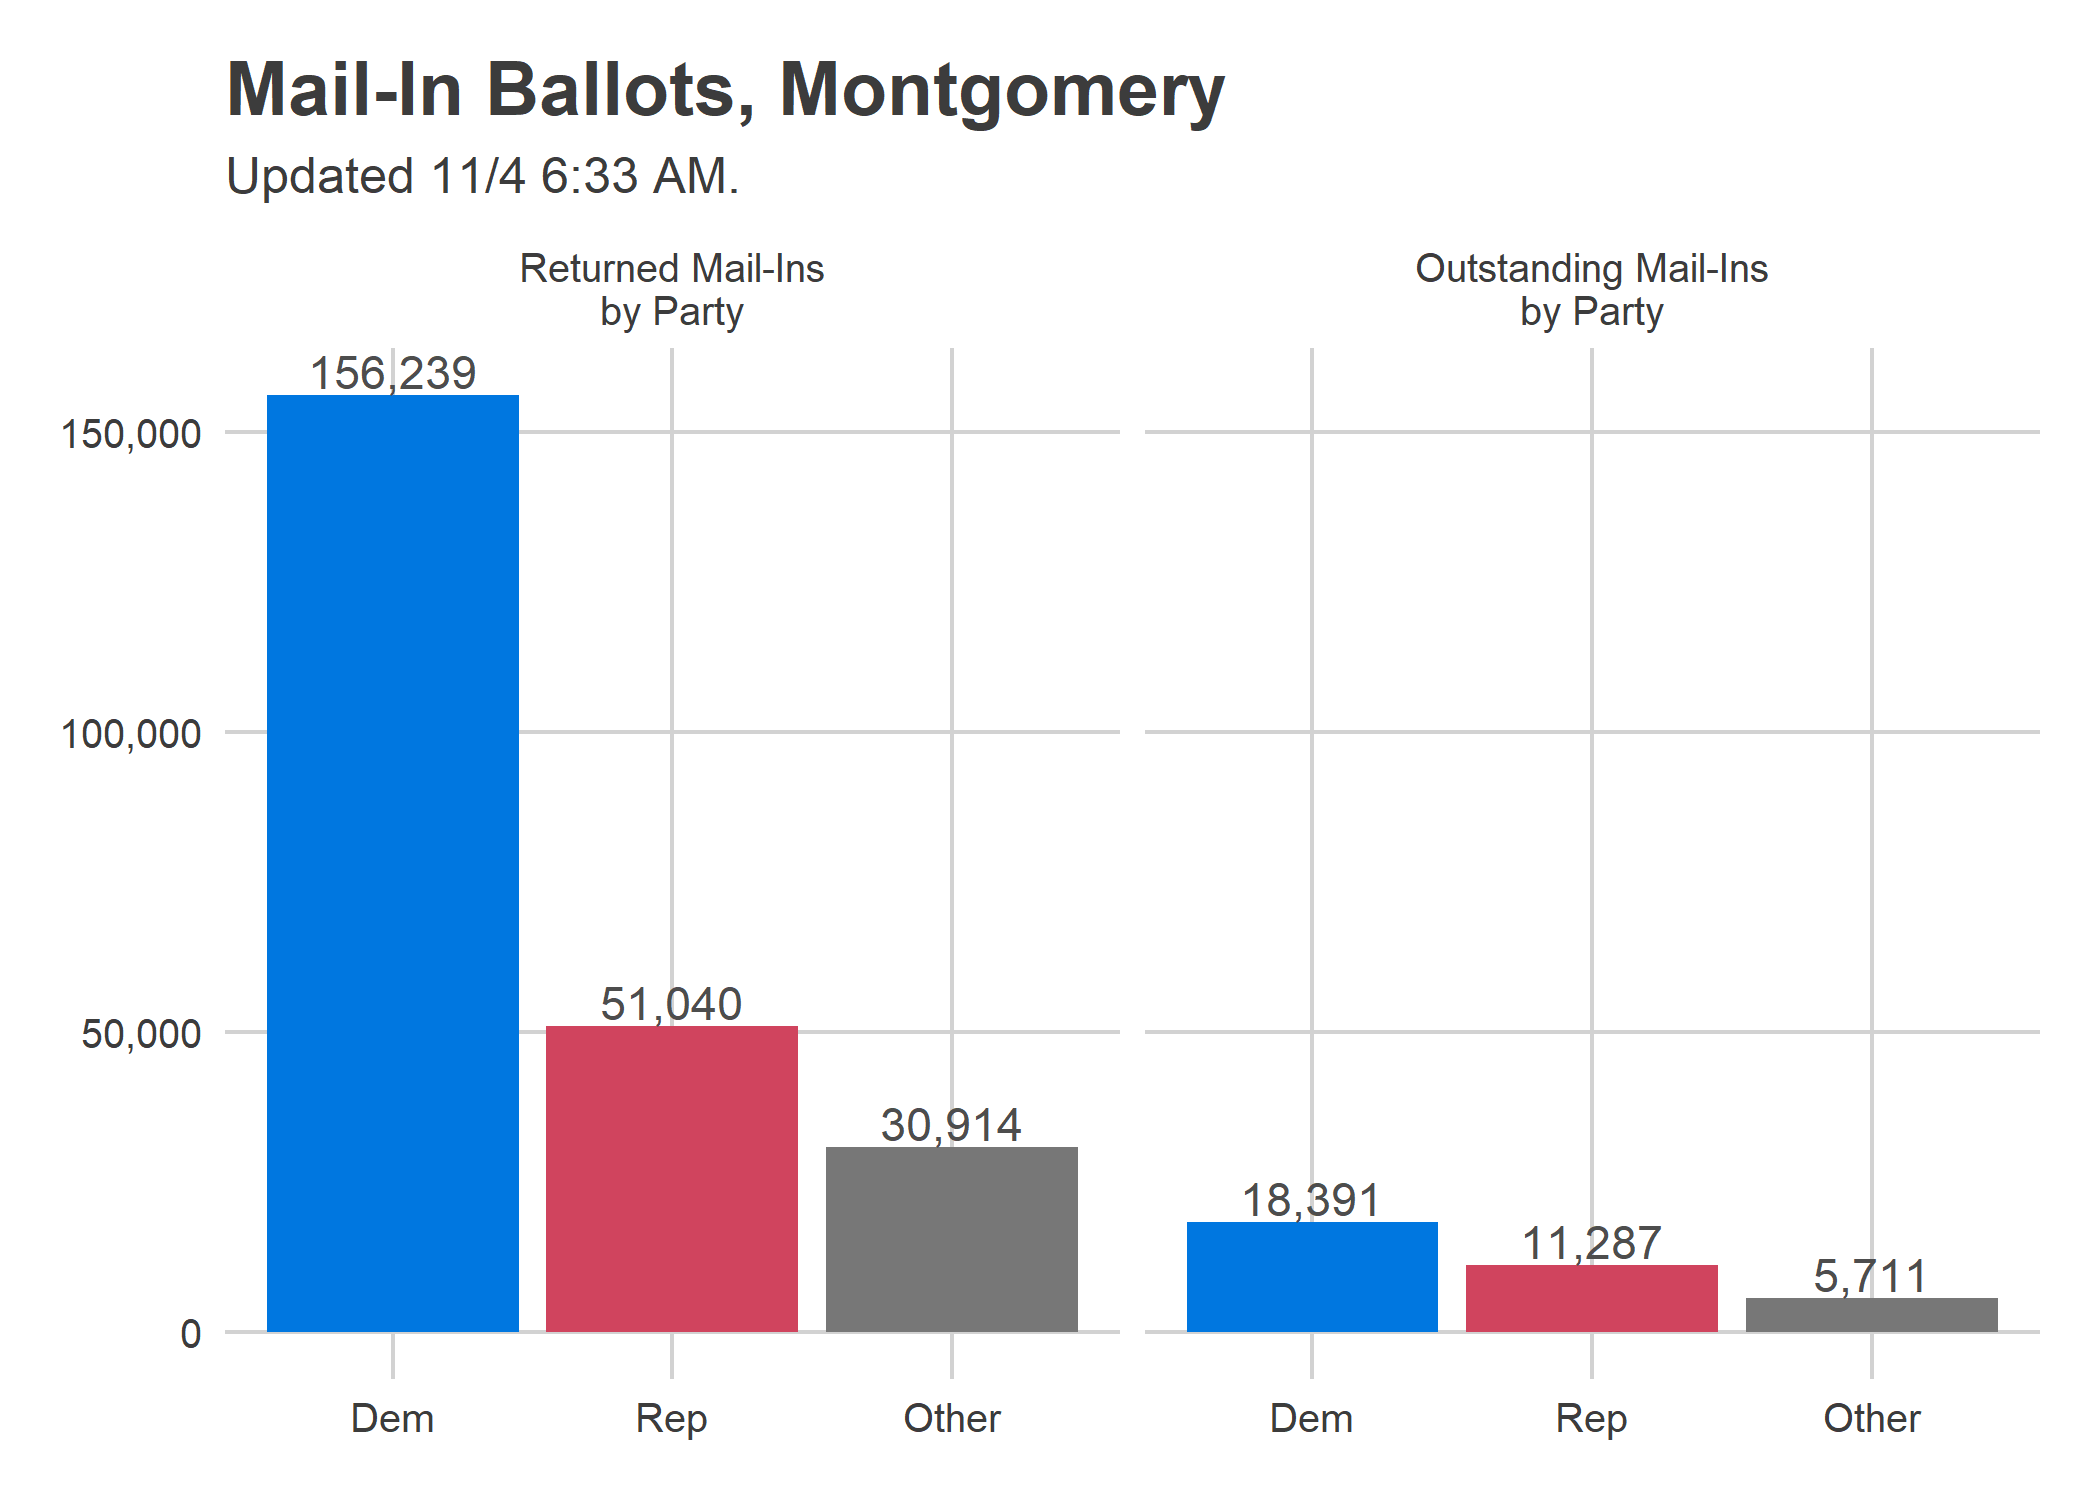 Mail-In Ballots, Montgomery
Updated 11/4 6:33 AM.
Returned Mail-Ins
by Party
Outstanding Mail-Ins
by Party
150,000
100,000
50,000
0
156,239
51,040
30,914
18,391
11,287
5,711
Dem
Rep
Other
Dem
Rep
Other